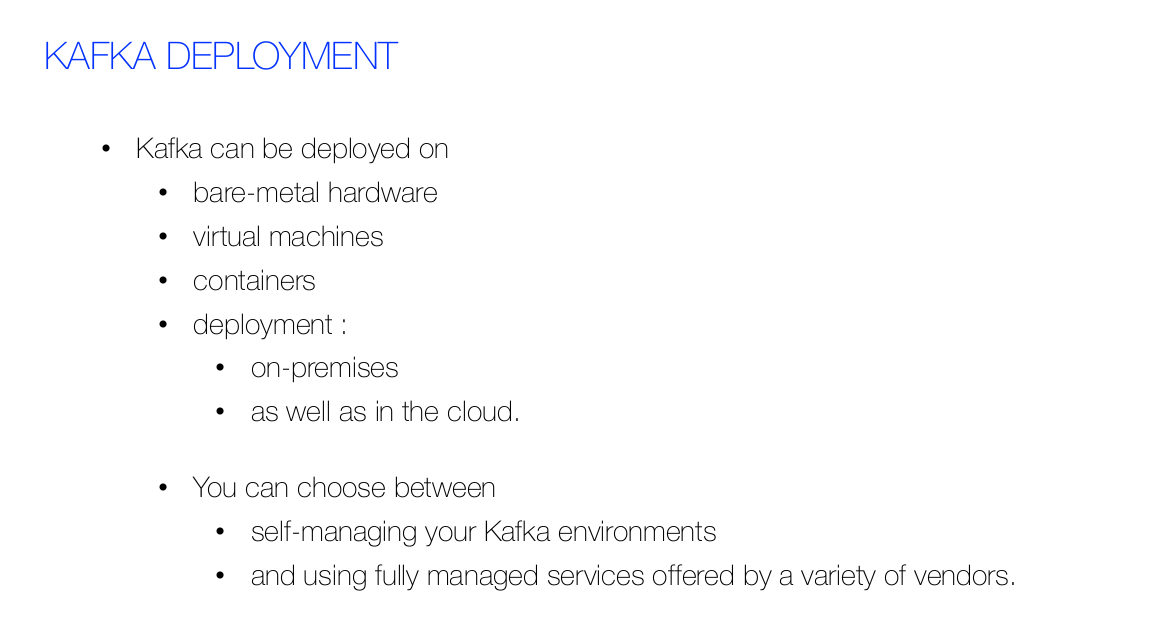 KAFKA DEPLOYMENT
• Kafka can be deployed on
• bare-metal hardware
• virtual machines
• containers
• deployment :
• on-premises
• as well as in the cloud.
• You can choose between
• self-managing your Kafka environments
• and using fully managed services offered by a variety of vendors.